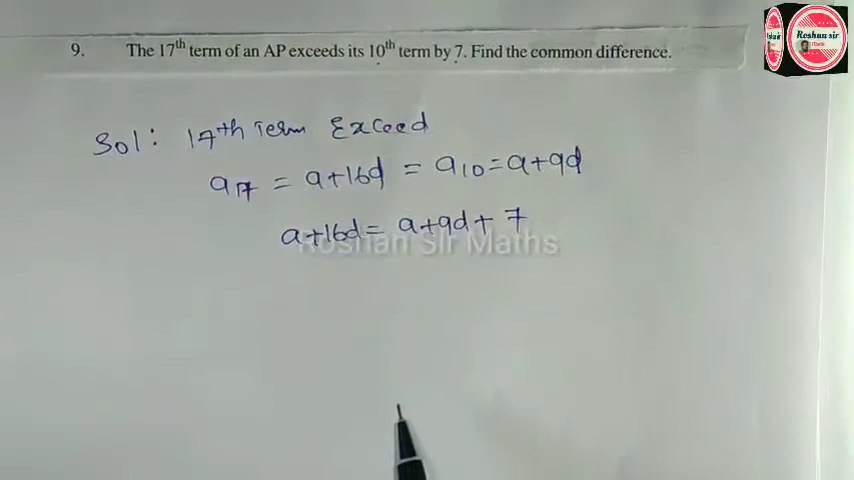 Roshan sir
9. The 17th term of an AP exceeds its 10th term by 7. Find the common difference.
Sol: 17th Term Exceed
a17 = a+16d = a10 = a+9d
a+16d = a+9d + 7
Roshan Sir Maths